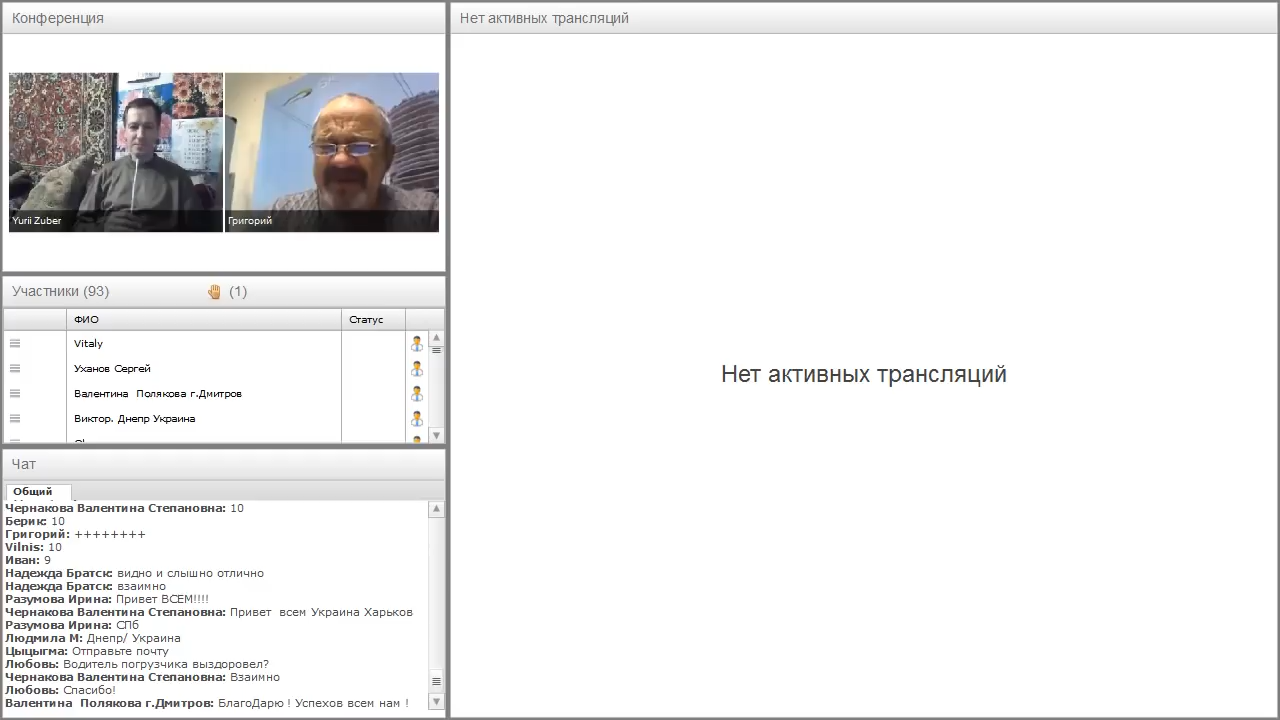 Конференция
Нет активных трансляций
Yurii Zuber
Григорий
Участники (93)
(1)
ФИО
Статус
Vitaly
Уханов Сергей
Валентина Полякова г.Дмитров
Виктор. Днепр Украина
Нет активных трансляций
Чат
Общий
Чернакова Валентина Степановна: 10
Берик: 10
Григорий: ++++++++
Vilnis: 10
Иван: 9
Надежда Братск: видно и слышно отлично
Надежда Братск: взаимно
Разумова Ирина: Привет ВСЕМ!!!!
Чернакова Валентина Степановна: Привет всем Украина Харьков
Разумова Ирина: СПб
Людмила М: Днепр/ Украина
Цыцыгма: Отправьте почту
Любовь: Водитель погрузчика выздоровел?
Чернакова Валентина Степановна: Взаимно
Любовь: Спасибо!
Валентина Полякова г.Дмитров: БлагоДарю ! Успехов всем нам !